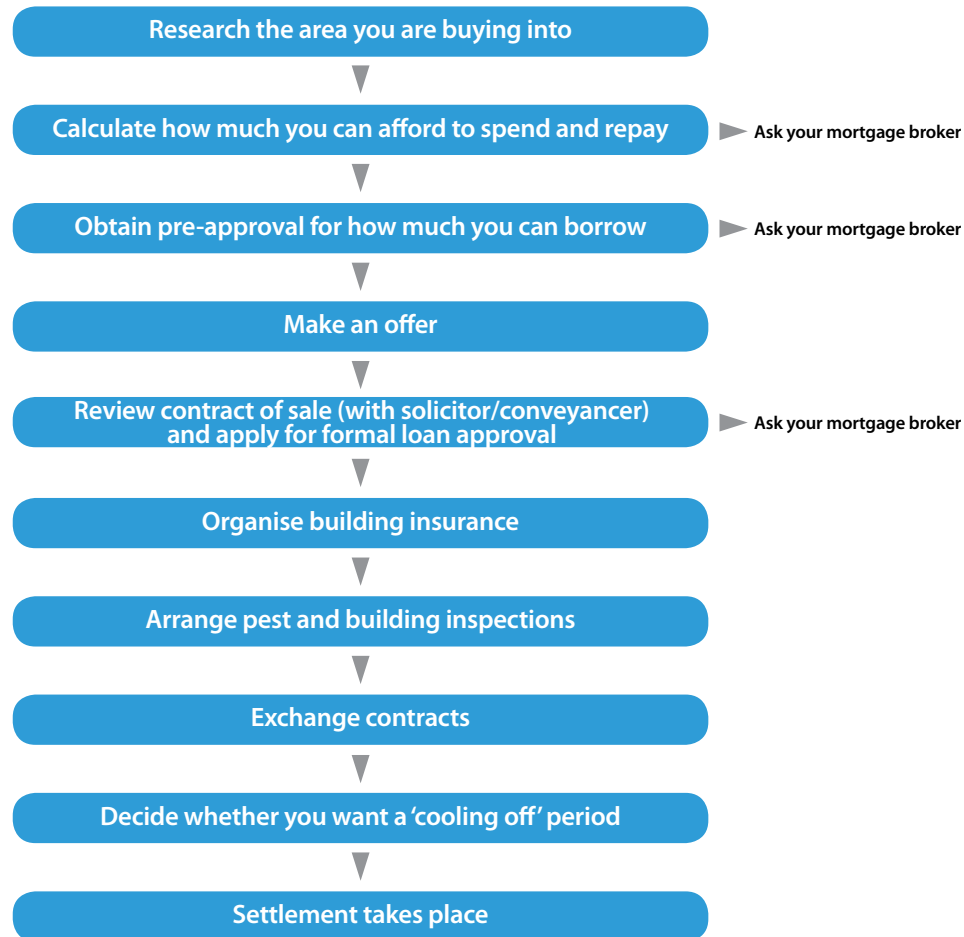 Research the area you are buying into
Calculate how much you can afford to spend and repay
Ask your mortgage broker
Obtain pre-approval for how much you can borrow
Ask your mortgage broker
Make an offer
Review contract of sale (with solicitor/conveyancer)
and apply for formal loan approval
Ask your mortgage broker
Organise building insurance
Arrange pest and building inspections
Exchange contracts
Decide whether you want a ‘cooling off’ period
Settlement takes place